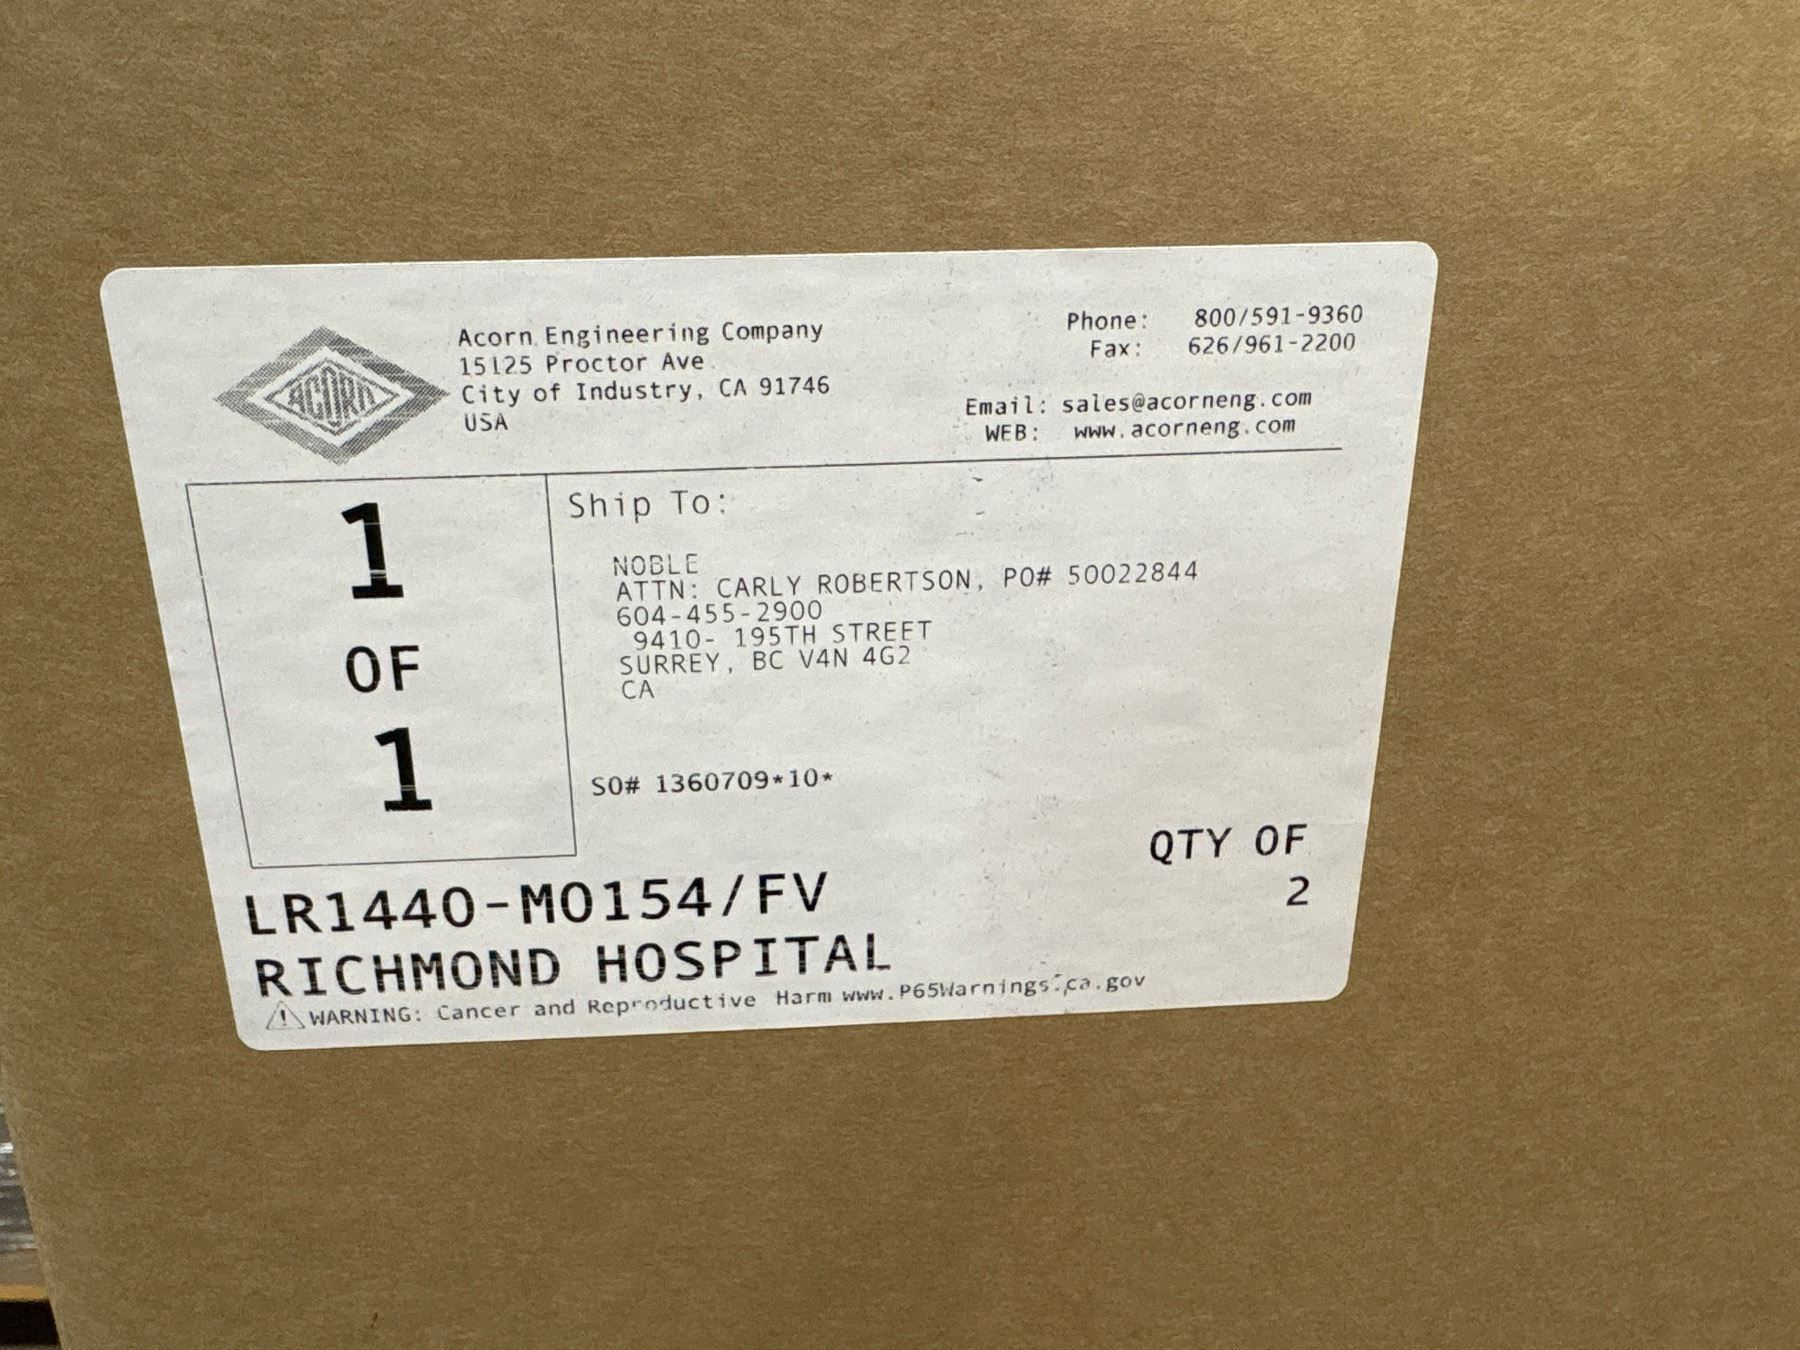 ACORN
Acorn Engineering Company
15125 Proctor Ave
City of Industry, CA 91746
USA
Phone: 800/591-9360
Fax: 626/961-2200
Email: sales@acorneng.com
WEB: www.acorneng.com
1
OF
1
Ship To:
NOBLE
ATTN: CARLY ROBERTSON, PO# 50022844
604-455-2900
9410- 195TH STREET
SURREY, BC V4N 4G2
CA
SO# 1360709*10*
QTY OF
2
LR1440-MO154/FV
RICHMOND HOSPITAL
⚠ WARNING: Cancer and Reproductive Harm www.P65Warnings.ca.gov